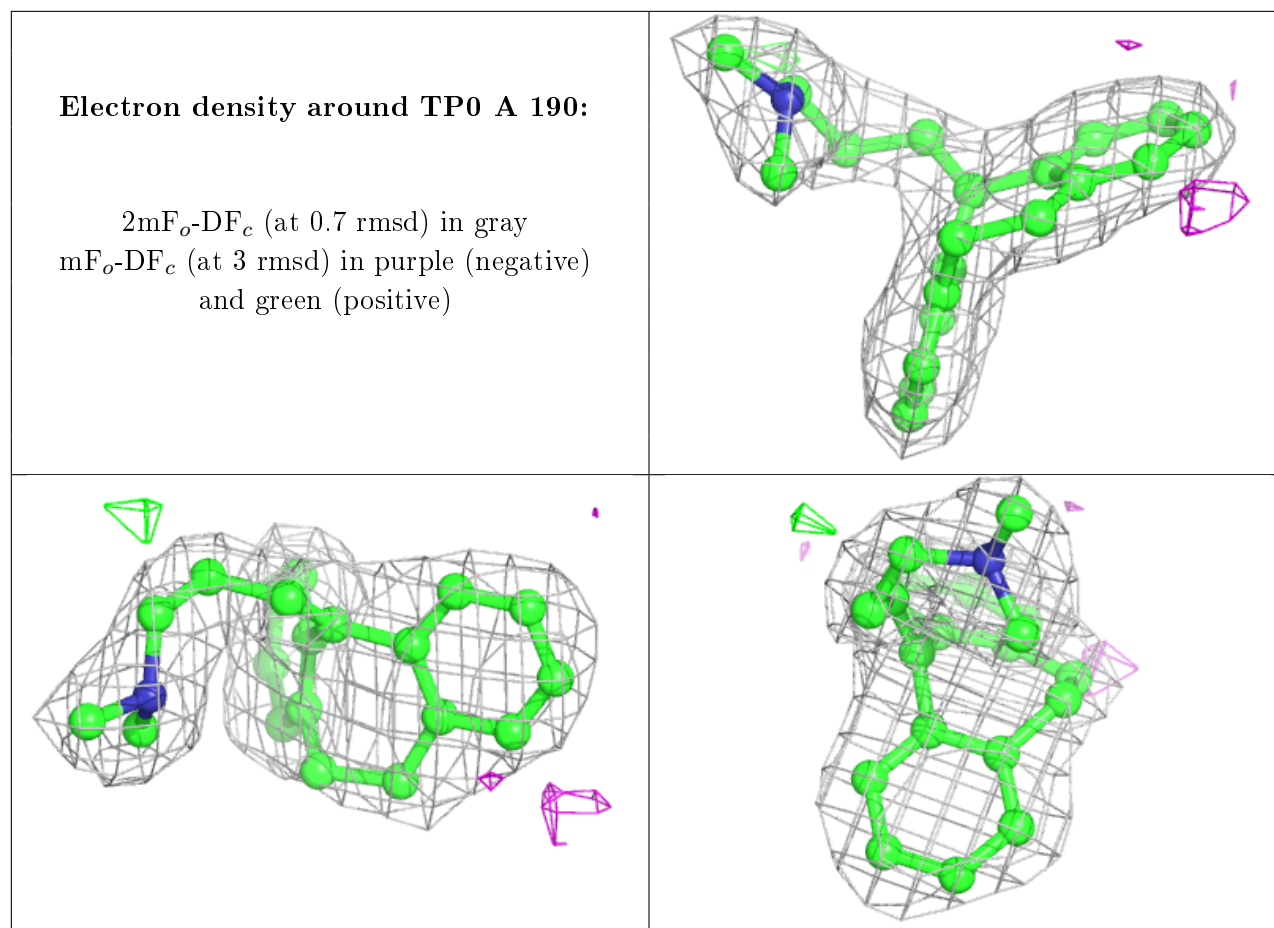 Electron density around TP0 A 190:
2mFo-DFc (at 0.7 rmsd) in gray
mFo-DFc (at 3 rmsd) in purple (negative)
and green (positive)